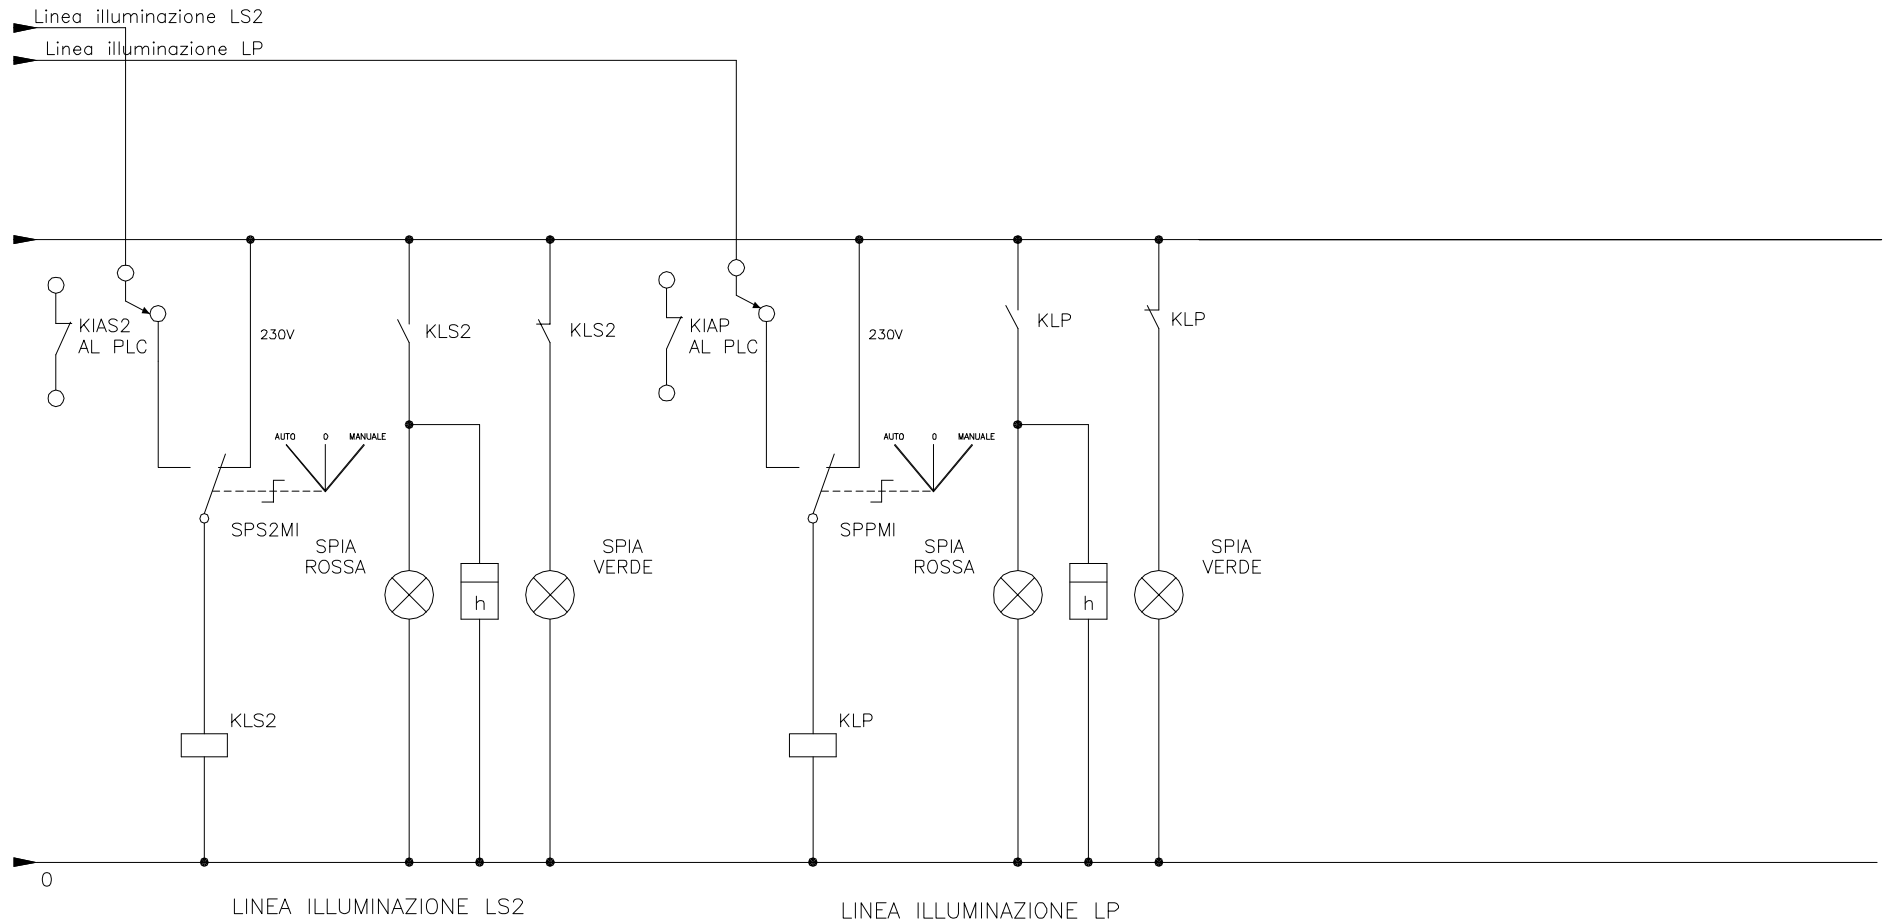 Linea illuminazione LS2
Linea illuminazione LP
KIAS2
AL PLC
230V
KLS2
KLS2
KIAP
AL PLC
230V
KLP
KLP
AUTO 0 MANUALE
AUTO 0 MANUALE
SPS2MI
SPIA
ROSSA
SPIA
VERDE
SPPMI
SPIA
ROSSA
SPIA
VERDE
h
h
KLS2
KLP
0
LINEA ILLUMINAZIONE LS2
LINEA ILLUMINAZIONE LP